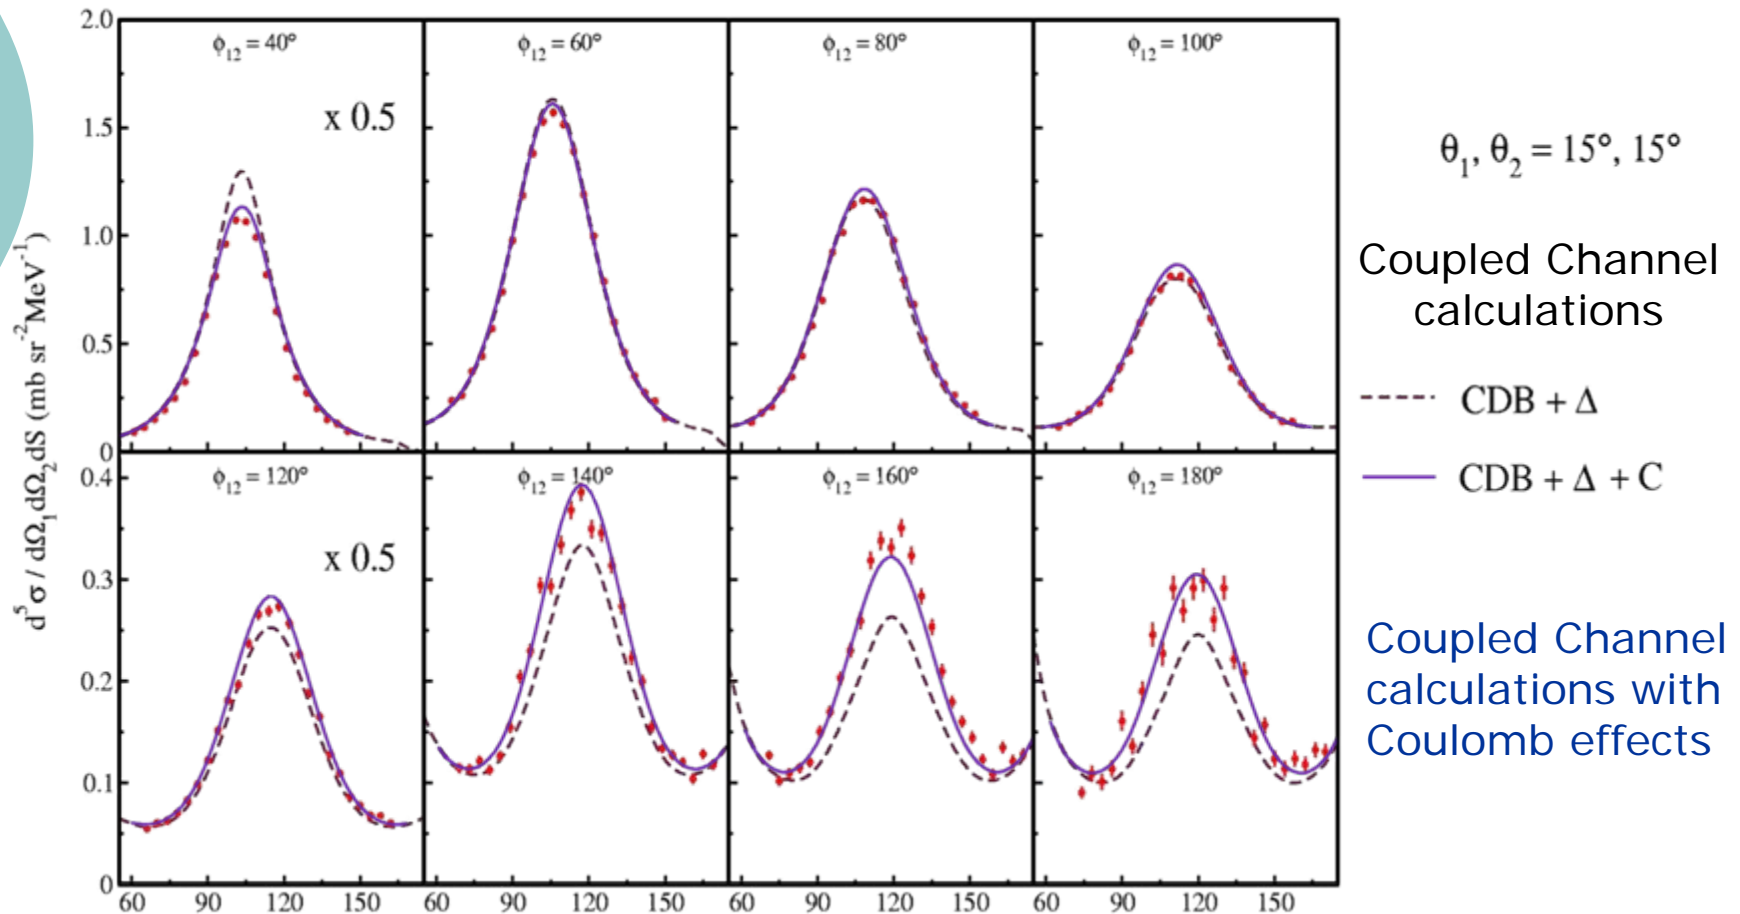 2.0
ϕ₁₂ = 40° ϕ₁₂ = 60° ϕ₁₂ = 80° ϕ₁₂ = 100°
x 0.5
1.5
1.0
0.5
0
d⁵σ / dΩ₁dΩ₂dS (mb sr⁻²MeV⁻¹)
ϕ₁₂ = 120° ϕ₁₂ = 140° ϕ₁₂ = 160° ϕ₁₂ = 180°
0.4
x 0.5
0.3
0.2
0.1
0
60 90 120 150 60 90 120 150 60 90 120 150 60 90 120 150
θ₁, θ₂ = 15°, 15°
Coupled Channel
calculations
CDB + Δ
CDB + Δ + C
Coupled Channel
calculations with
Coulomb effects